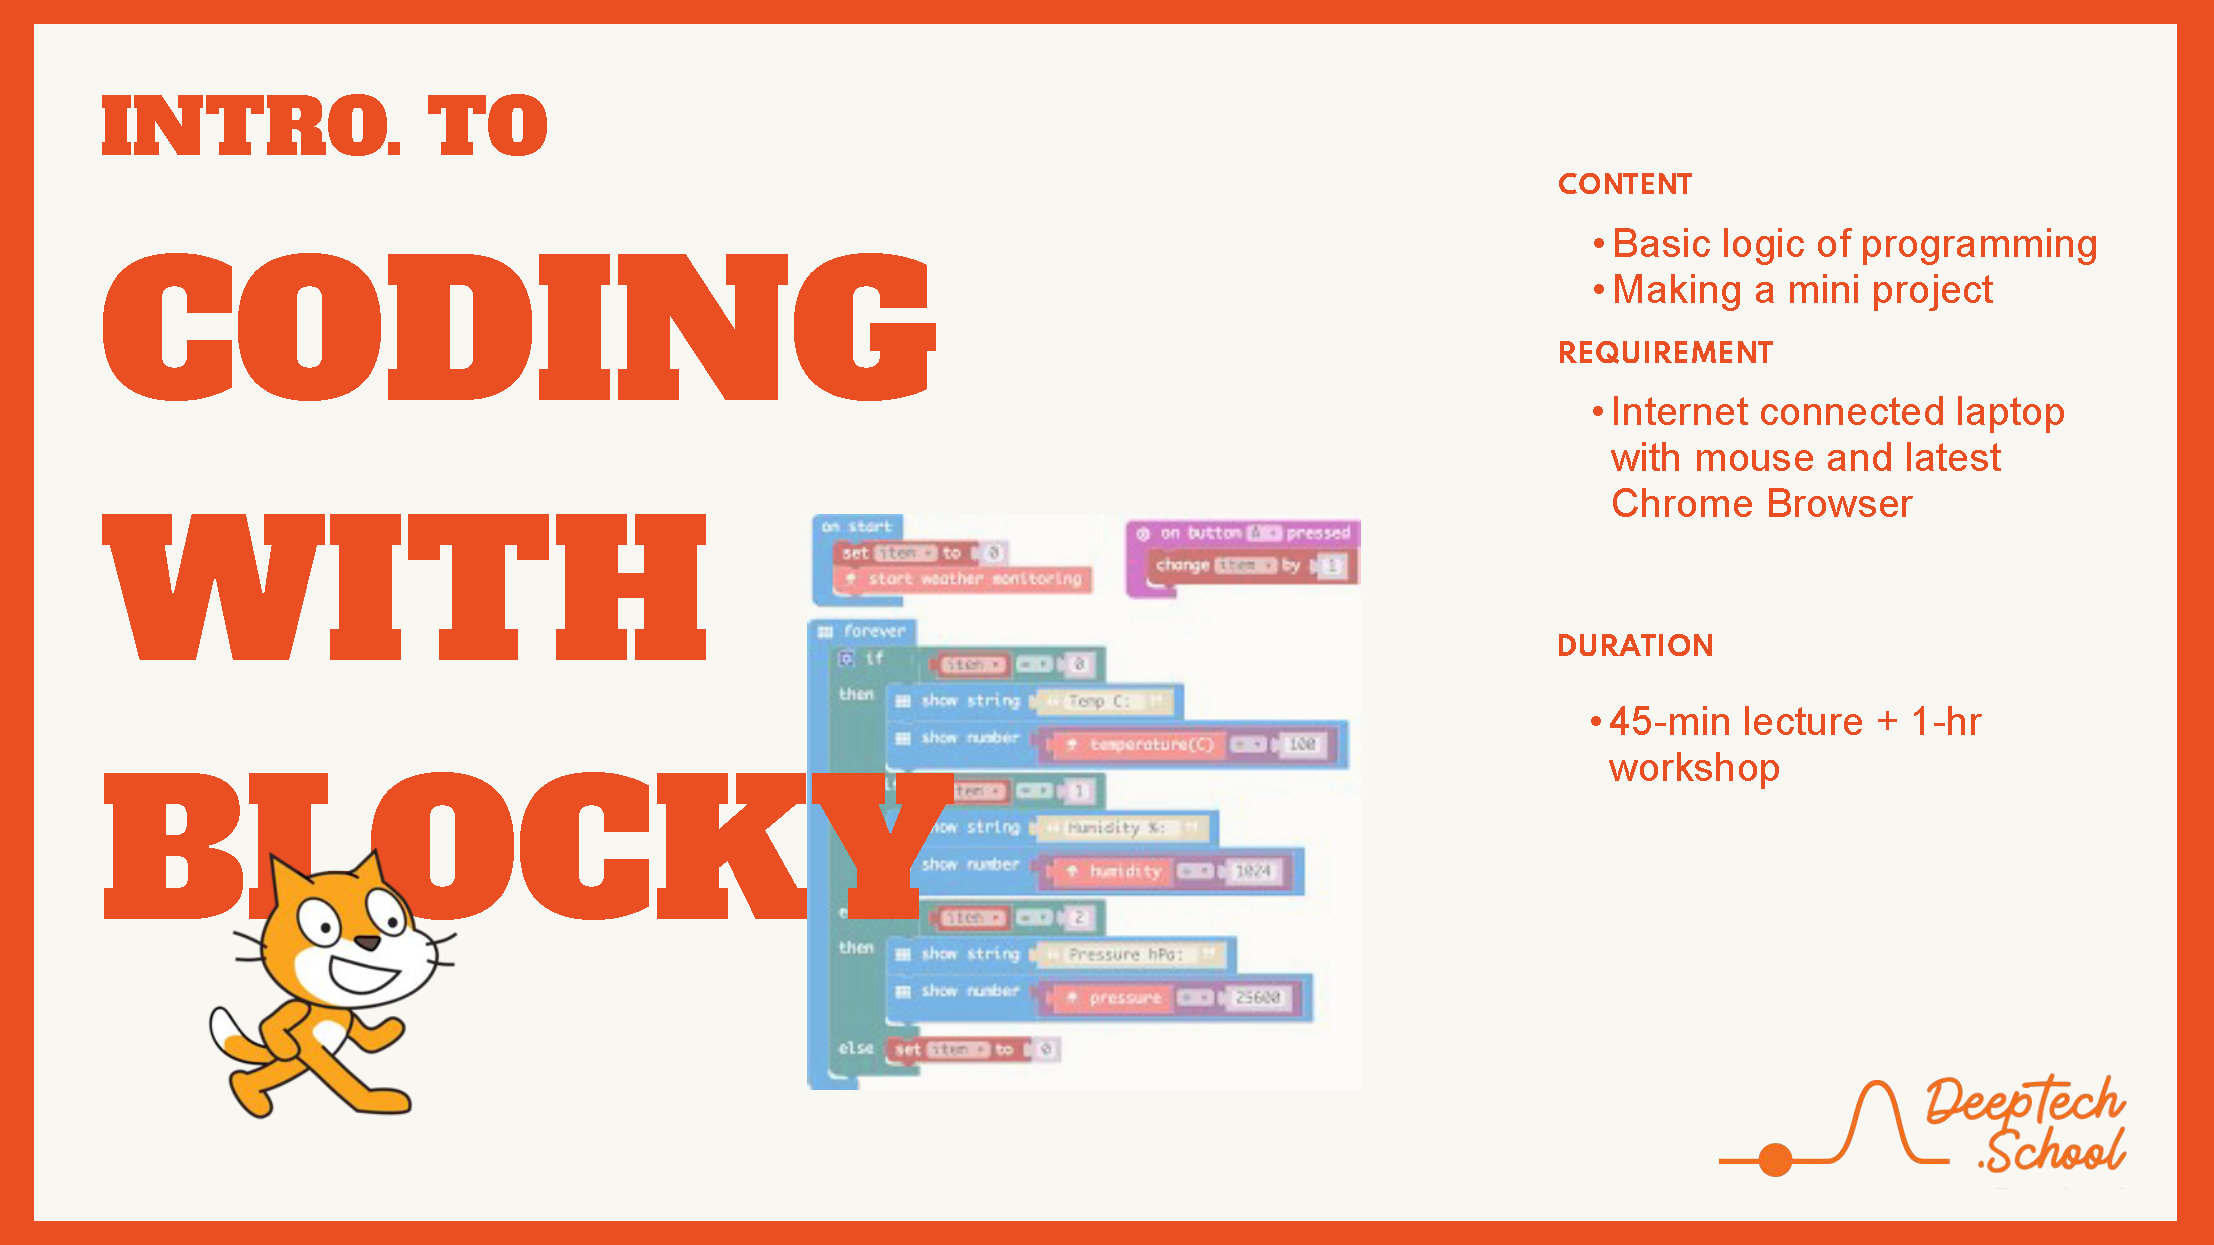 INTRO. TO
CODING
WITH
BLOCKY
on start
set item to 0
start weather monitoring
on button A pressed
change item by 1
forever
if item = 0
then show string " Temp C: "
show number temperature(C) ÷ 100
item = 1
show string " Humidity %: "
show number humidity ÷ 1024
item = 2
then show string " Pressure hPa: "
show number pressure ÷ 25600
else set item to 0
CONTENT
• Basic logic of programming
• Making a mini project
REQUIREMENT
• Internet connected laptop
with mouse and latest
Chrome Browser
DURATION
• 45-min lecture + 1-hr
workshop
DeepTech
.School